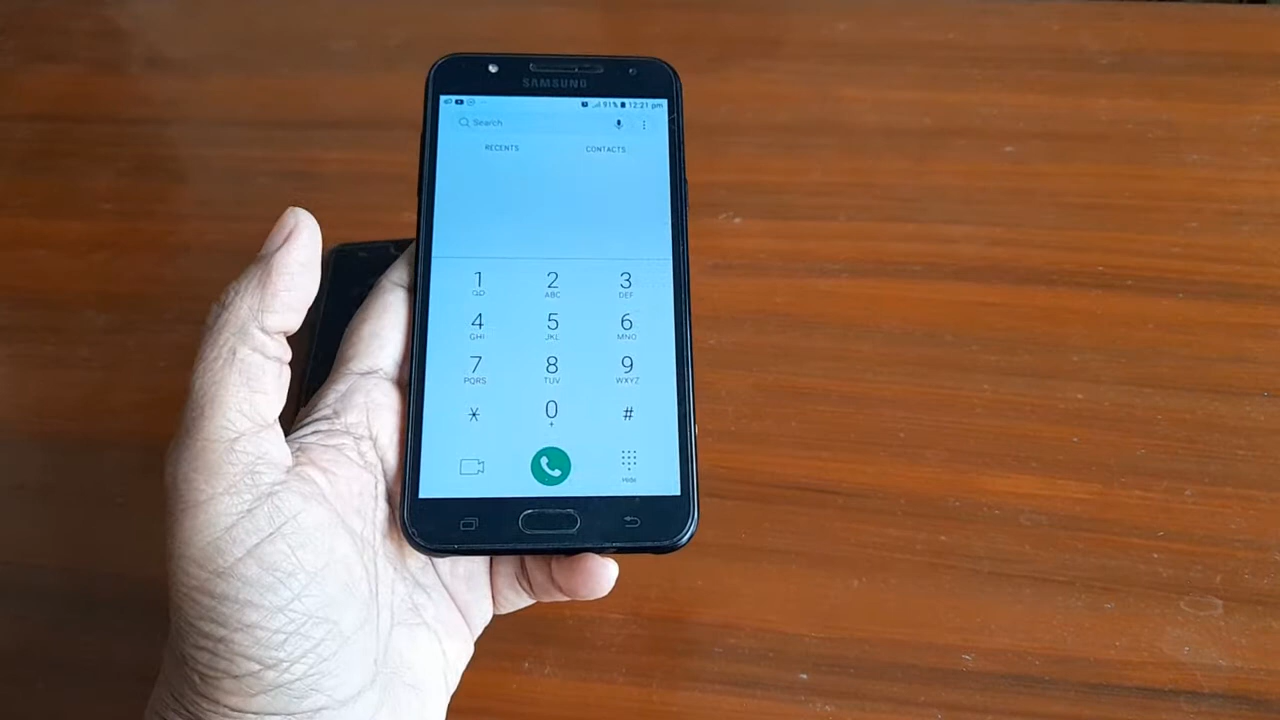 SAMSUNG
91% 12:21 pm
Search
RECENTS CONTACTS
1 2 3
ABC DEF
4 5 6
GHI JKL MNO
7 8 9
PQRS TUV WXYZ
* 0 #
+
Hide